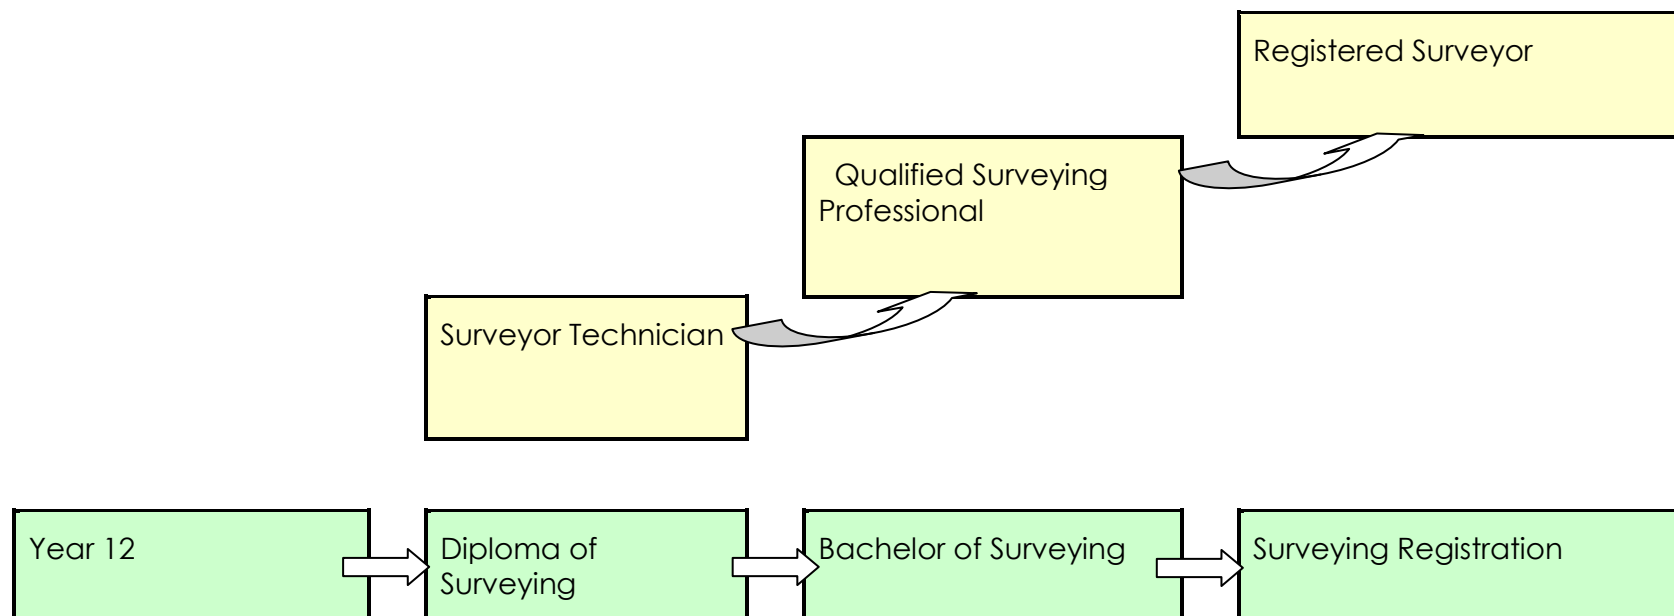 Registered Surveyor
Qualified Surveying
Professional
Surveyor Technician
Year 12
Diploma of
Surveying
Bachelor of Surveying
Surveying Registration